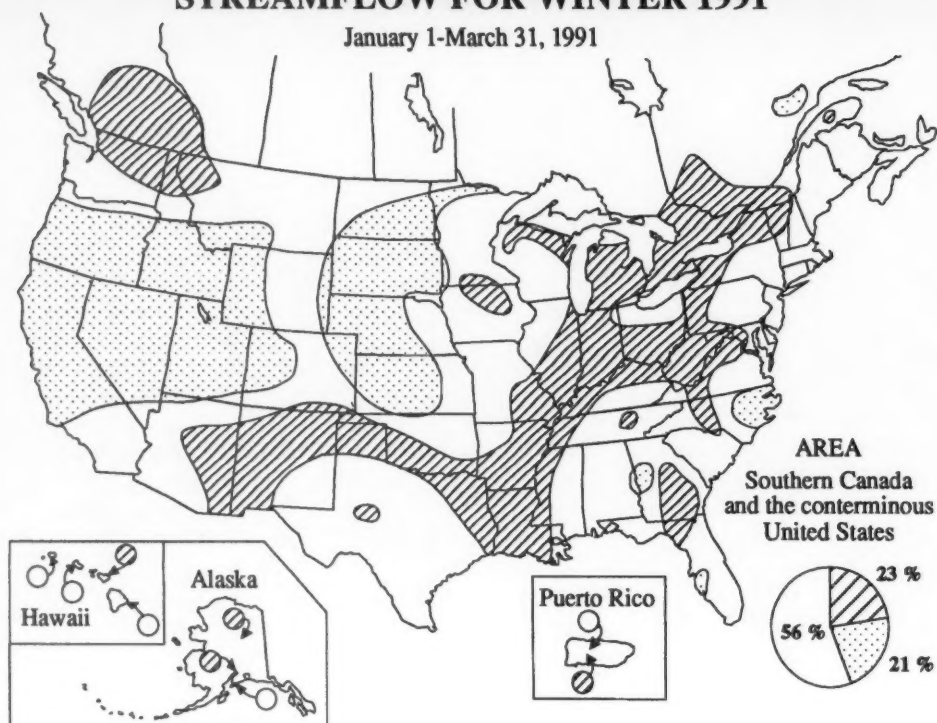 STREAMFLOW FOR WINTER 1991
January 1-March 31, 1991
AREA
Southern Canada
and the conterminous
United States
23 %
56 %
21 %
Hawaii
Alaska
Puerto Rico